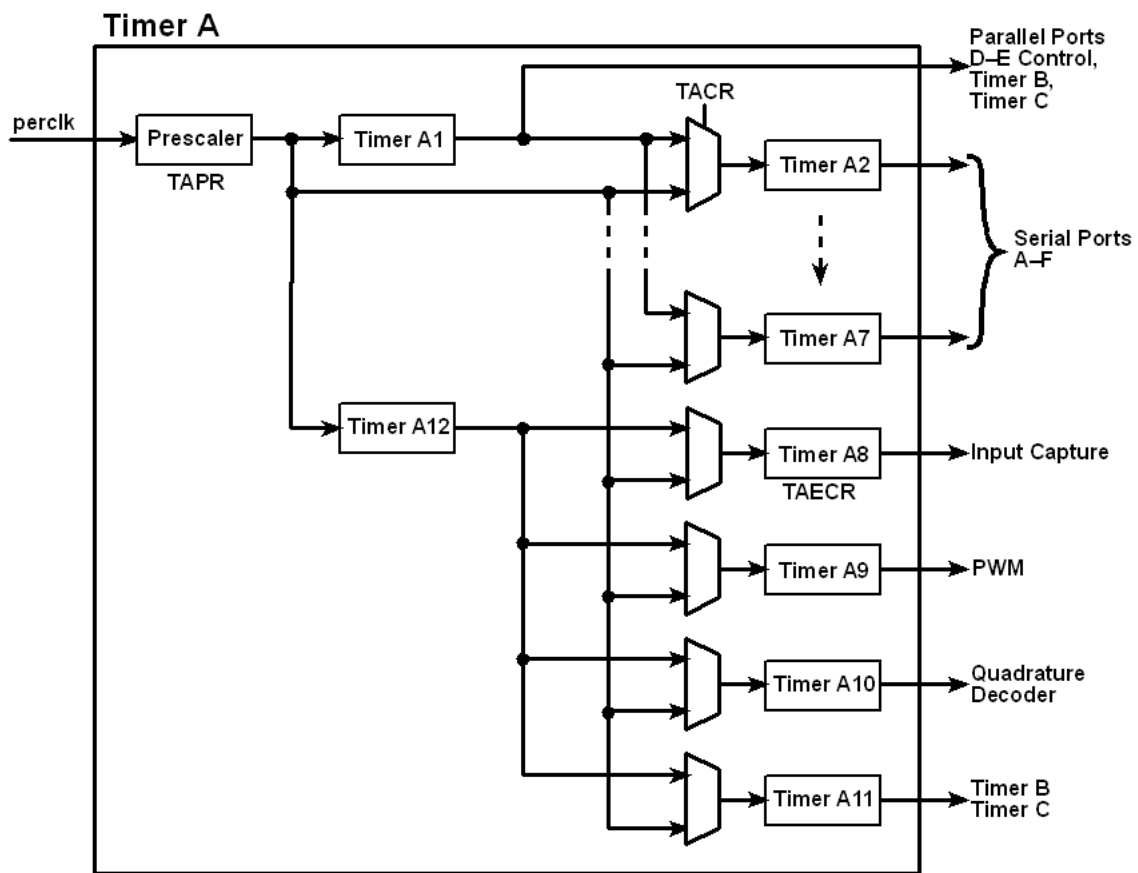 Timer A
Parallel Ports
D–E Control,
Timer B,
Timer C
TACR
perclk
Prescaler
Timer A1
Timer A2
TAPR
Serial Ports
A–F
Timer A7
Timer A12
Timer A8
Input Capture
TAECR
Timer A9
PWM
Timer A10
Quadrature
Decoder
Timer A11
Timer B
Timer C